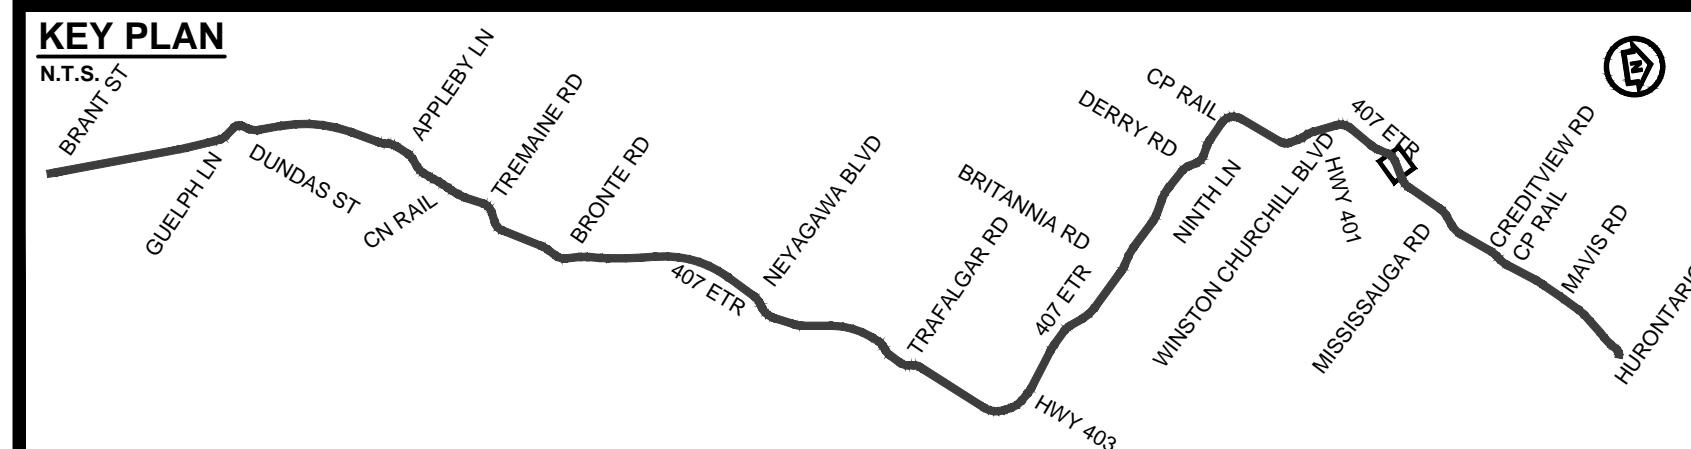 KEY PLAN
N.T.S.
BRANT ST
GUELPH LN
DUNDAS ST
CN RAIL
APPLEBY LN
TREMAINE RD
BRONTE RD
407 ETR
NEYAGAWA BLVD
TRAFALGAR RD
HWY 403
407 ETR
BRITANNIA RD
DERRY RD
CP RAIL
NINTH LN
WINSTON CHURCHILL BLVD
HWY 401
407 ETR
MISSISSAUGA RD
CREDITVIEW RD
CP RAIL
MAVIS RD
HURONTARIO
N